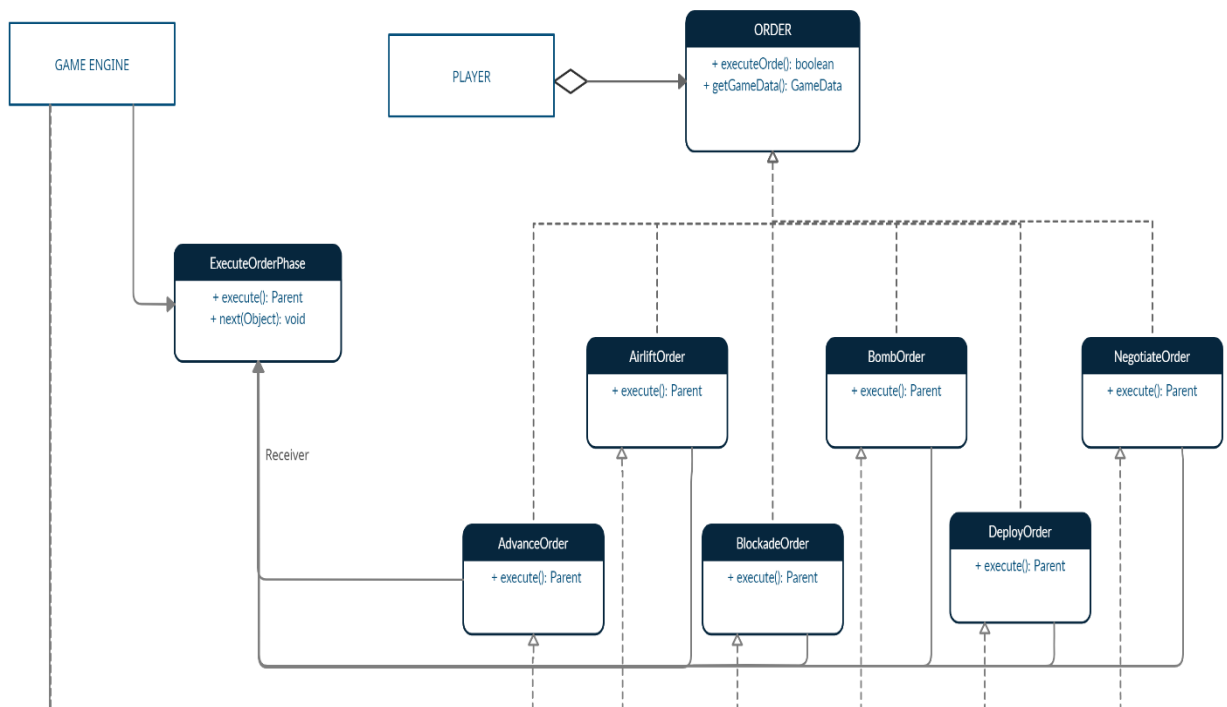 GAME ENGINE
PLAYER
ORDER
+ executeOrde(): boolean
+ getGameData(): GameData
ExecuteOrderPhase
+ execute(): Parent
+ next(Object): void
AirliftOrder
+ execute(): Parent
BombOrder
+ execute(): Parent
NegotiateOrder
+ execute(): Parent
Receiver
AdvanceOrder
+ execute(): Parent
BlockadeOrder
+ execute(): Parent
DeployOrder
+ execute(): Parent